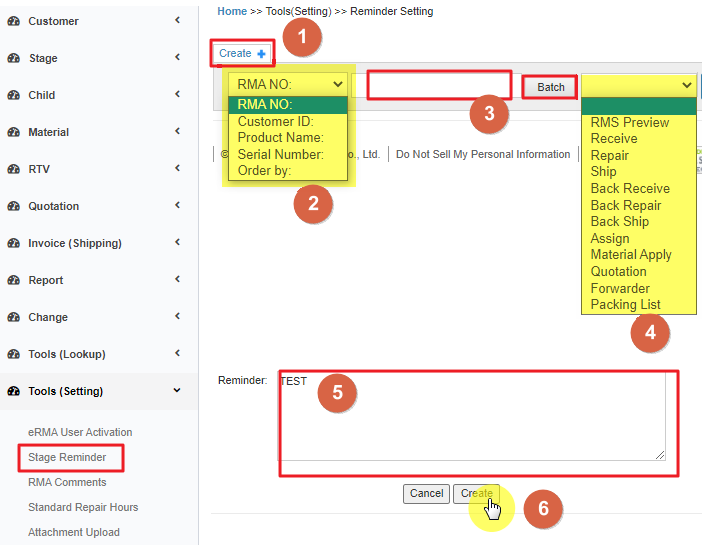 Customer
Stage
Child
Material
RTV
Quotation
Invoice (Shipping)
Report
Change
Tools (Lookup)
Tools (Setting)
eRMA User Activation
Stage Reminder
RMA Comments
Standard Repair Hours
Attachment Upload
Home >> Tools(Setting) >> Reminder Setting
1
Create +
RMA NO:
RMA NO:
Customer ID:
Product Name:
Serial Number:
Order by:
2
3
Batch
RMS Preview
Receive
Repair
Ship
Back Receive
Back Repair
Back Ship
Assign
Material Apply
Quotation
Forwarder
Packing List
4
©
o., Ltd. Do Not Sell My Personal Information
Reminder:
TEST
5
Cancel Create
6